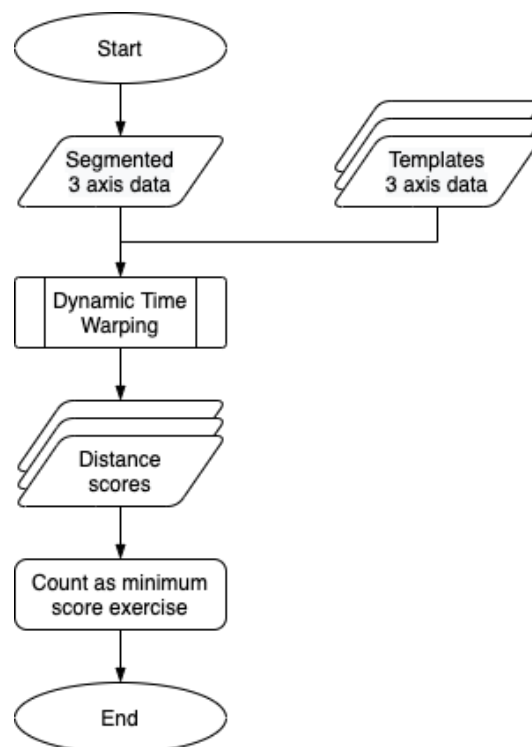 Start
Segmented
3 axis data
Templates
3 axis data
Dynamic Time
Warping
Distance
scores
Count as minimum
score exercise
End